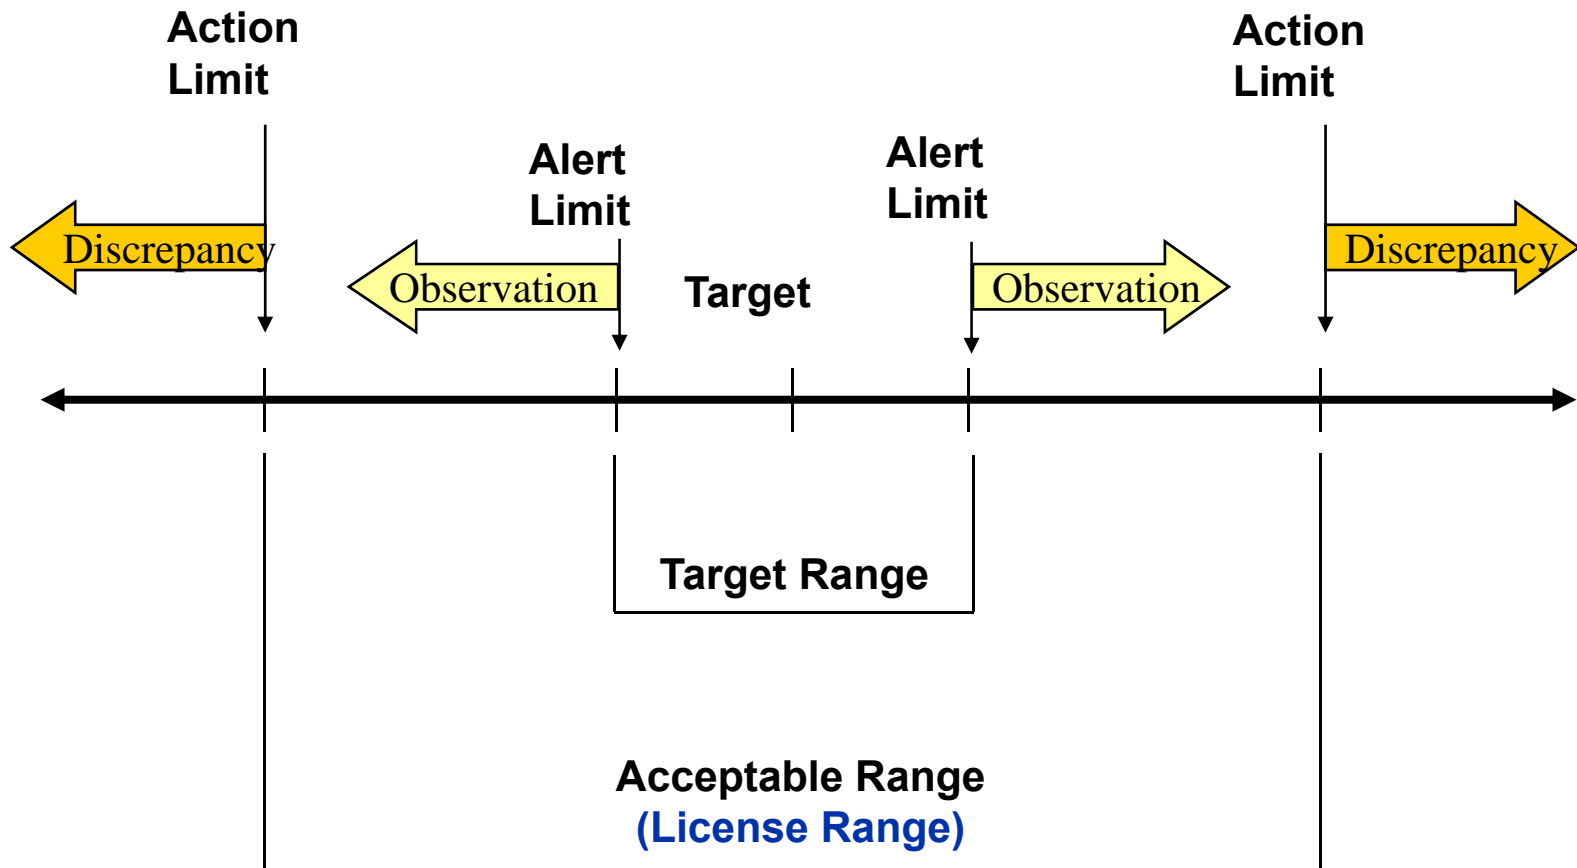 Action
Limit
Action
Limit
Alert
Limit
Alert
Limit
Discrepancy
Observation
Target
Observation
Discrepancy
Target Range
Acceptable Range
(License Range)